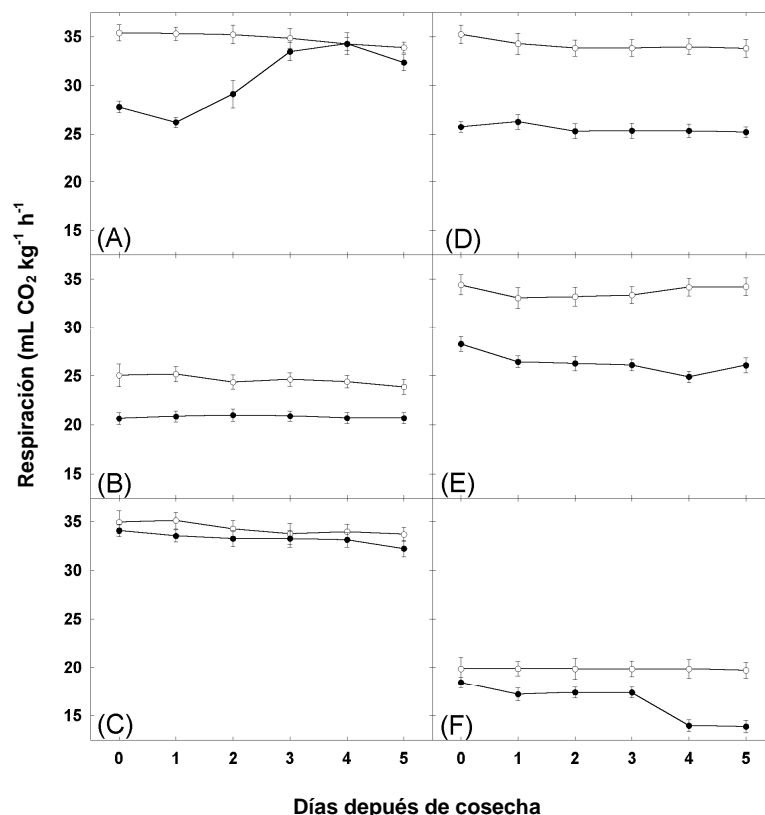 Respiración (mL CO₂ kg⁻¹ h⁻¹)
35
30
25
20
15
(A)
(D)
35
30
25
20
15
(B)
(E)
35
30
25
20
15
(C)
(F)
0 1 2 3 4 5 0 1 2 3 4 5
Días depués de cosecha